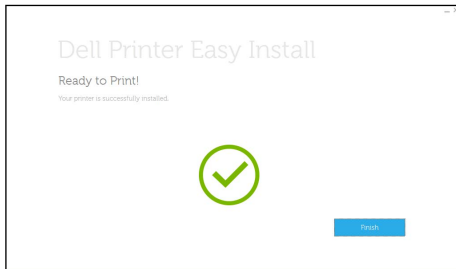 Dell Printer Easy Install
Ready to Print!
Your printer is successfully installed.
Finish